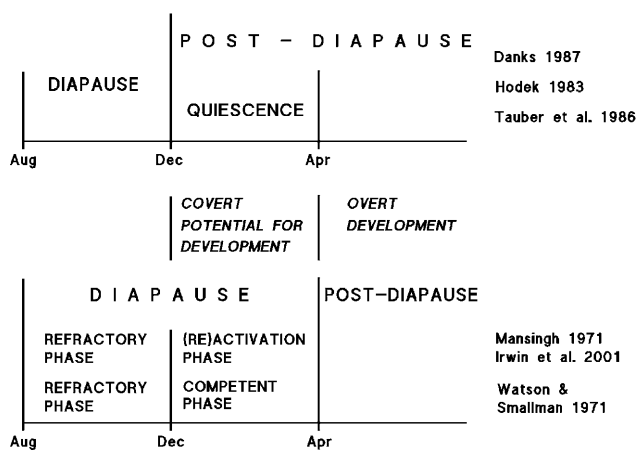 POST - DIAPAUSE
DIAPAUSE
QUIESCENCE
Danks 1987
Hodek 1983
Tauber et al. 1986
Aug Dec Apr
COVERT
POTENTIAL FOR
DEVELOPMENT
OVERT
DEVELOPMENT
DIAPAUSE
POST-DIAPAUSE
REFRACTORY
PHASE
(RE)ACTIVATION
PHASE
Mansingh 1971
Irwin et al. 2001
REFRACTORY
PHASE
COMPETENT
PHASE
Watson &
Smallman 1971
Aug Dec Apr